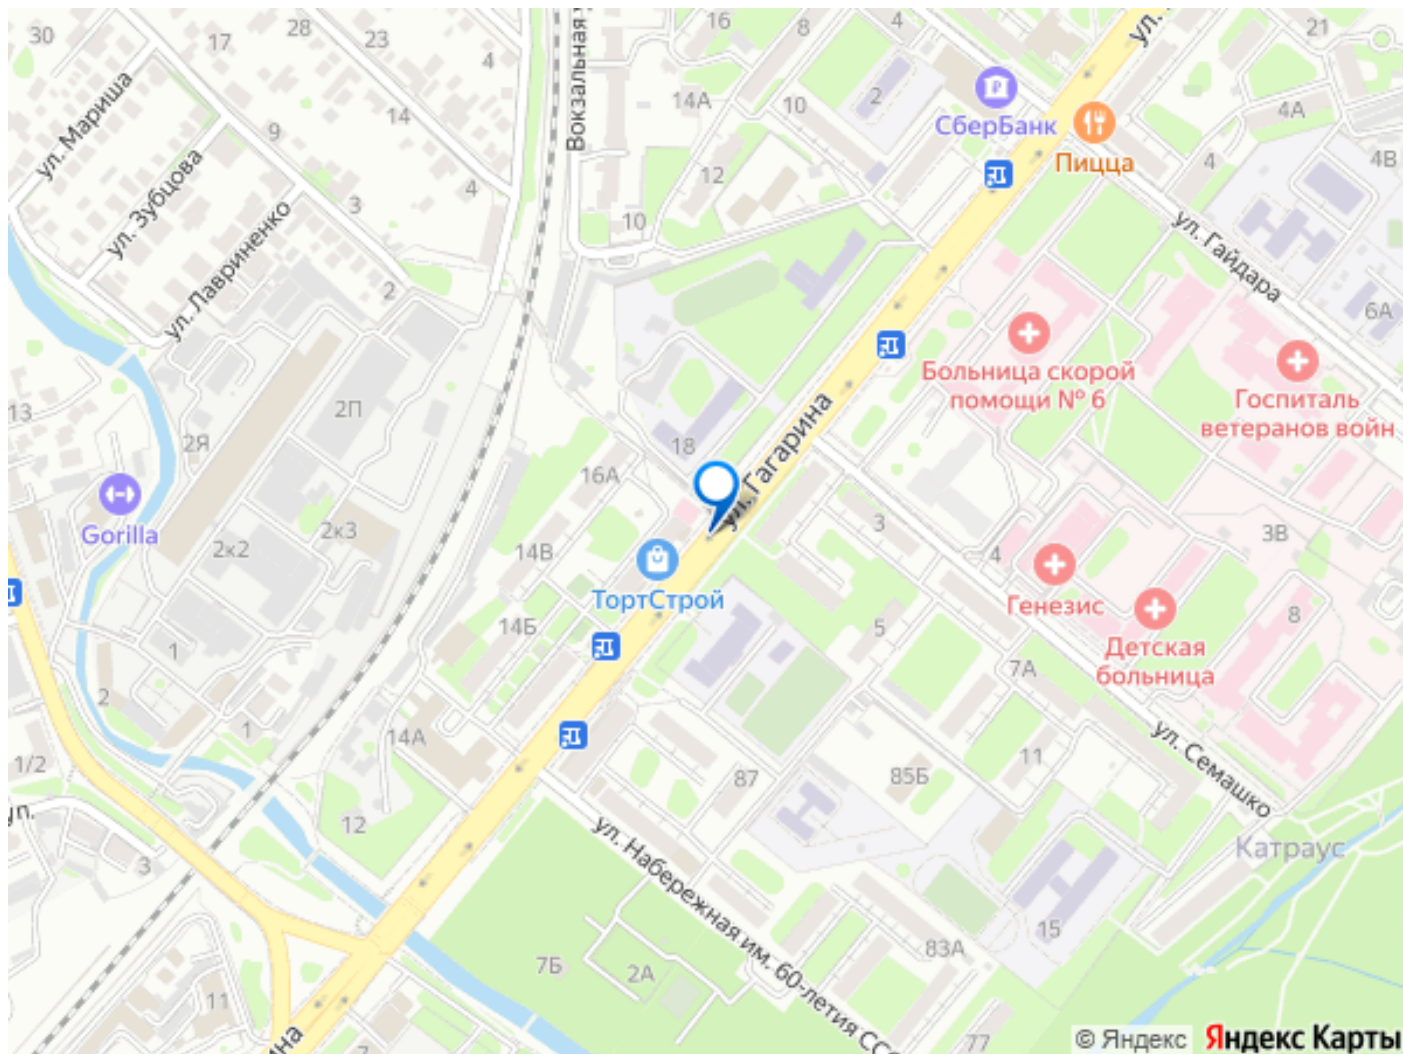 30
17
28
23
4
16
8
4
ул.
21
ул. Мариша
14
9
Вокзальная
14А
10
2
СберБанк
Пицца
4А
4
4В
ул. Зубцова
3
4
12
10
ул. Лавриненко
2
ул. Гайдара
6А
13
2П
2Я
Больница скорой
помощи № 6
Госпиталь
ветеранов войн
18
ул. Гагарина
16А
Gorilla
2к2
2к3
14В
3
4
3В
ТортСтрой
Генезис
Детская
больница
8
14Б
5
7А
1
2
1
14А
1/2
87
85Б
11
ул. Семашко
ул.
12
3
Катраус
ул. Набережная им. 60-летия ССС
15
83А
7Б
2А
11
77
ина
© Яндекс
Яндекс Карты